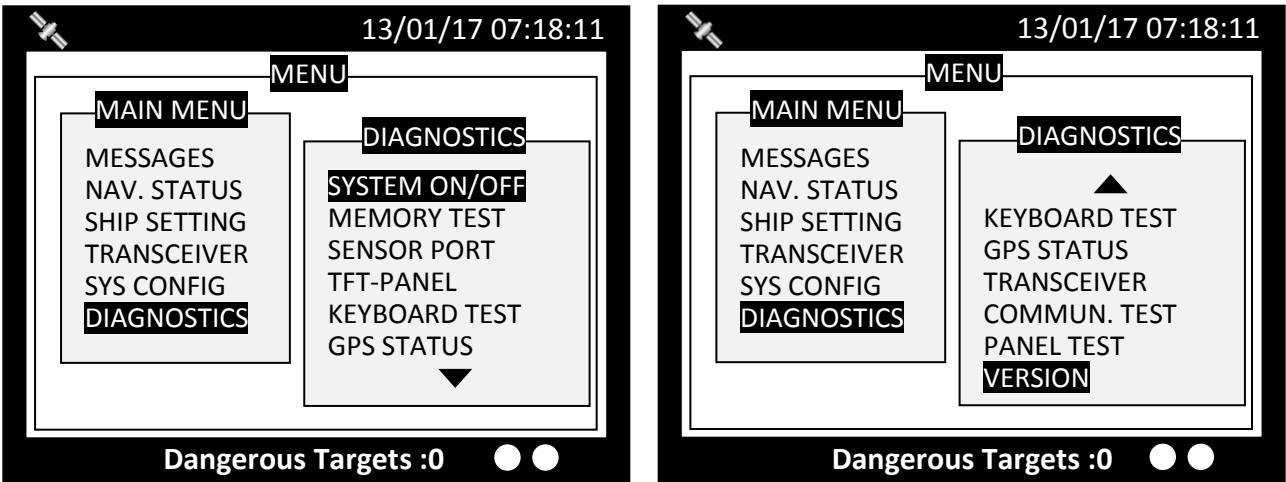 13/01/17 07:18:11
MENU
MAIN MENU
MESSAGES
NAV. STATUS
SHIP SETTING
TRANSCEIVER
SYS CONFIG
DIAGNOSTICS
DIAGNOSTICS
SYSTEM ON/OFF
MEMORY TEST
SENSOR PORT
TFT-PANEL
KEYBOARD TEST
GPS STATUS
Dangerous Targets :0
13/01/17 07:18:11
MENU
MAIN MENU
MESSAGES
NAV. STATUS
SHIP SETTING
TRANSCEIVER
SYS CONFIG
DIAGNOSTICS
DIAGNOSTICS
KEYBOARD TEST
GPS STATUS
TRANSCEIVER
COMMUN. TEST
PANEL TEST
VERSION
Dangerous Targets :0